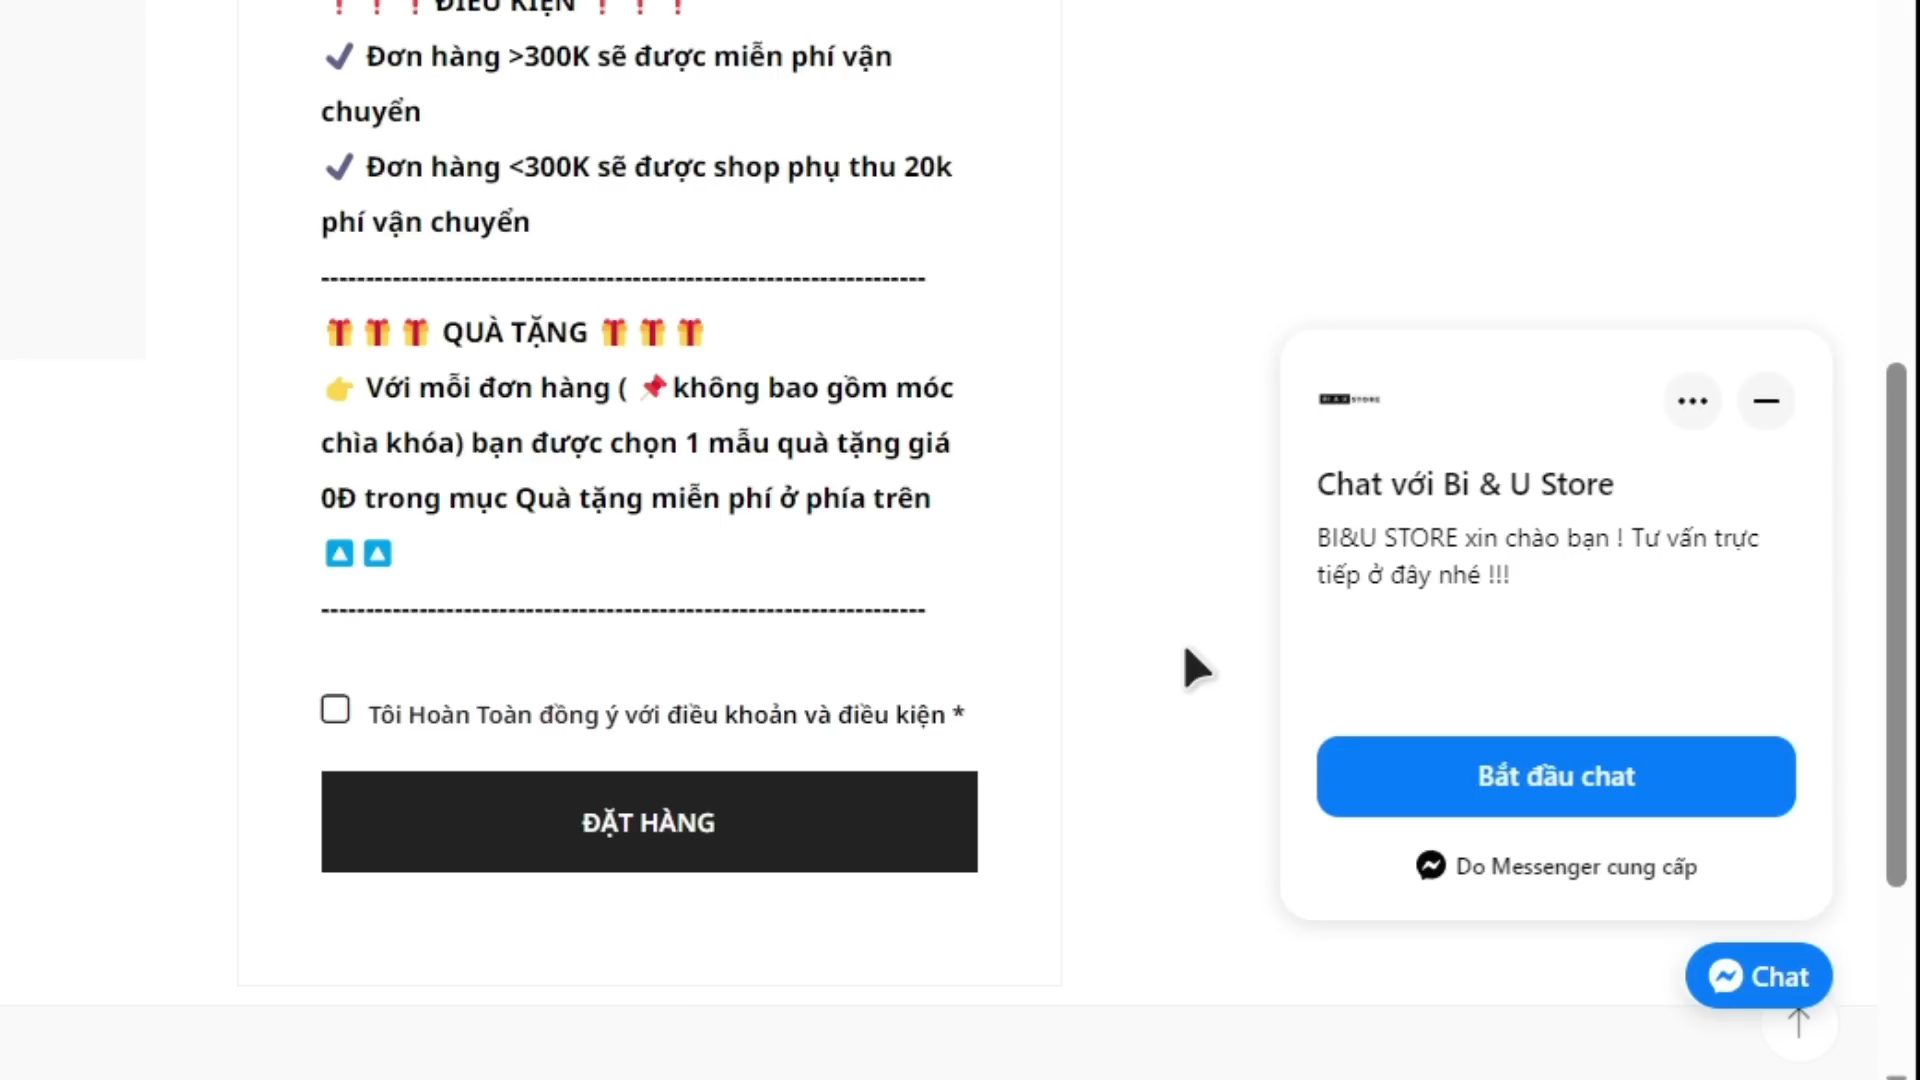 ❗ ❗ ❗ ĐIỀU KIỆN ❗ ❗ ❗
✔ Đơn hàng >300K sẽ được miễn phí vận
chuyển
✔ Đơn hàng <300K sẽ được shop phụ thu 20k
phí vận chuyển
-------------------------------------------------------------------
🎁 🎁 🎁 QUÀ TẶNG 🎁 🎁 🎁
👉 Với mỗi đơn hàng ( 📌không bao gồm móc
chìa khóa) bạn được chọn 1 mẫu quà tặng giá
0Đ trong mục Quà tặng miễn phí ở phía trên
🔼 🔼
-------------------------------------------------------------------
Tôi Hoàn Toàn đồng ý với điều khoản và điều kiện *
ĐẶT HÀNG
BI & U STORE
Chat với Bi & U Store
BI&U STORE xin chào bạn ! Tư vấn trực
tiếp ở đây nhé !!!
Bắt đầu chat
Do Messenger cung cấp
Chat